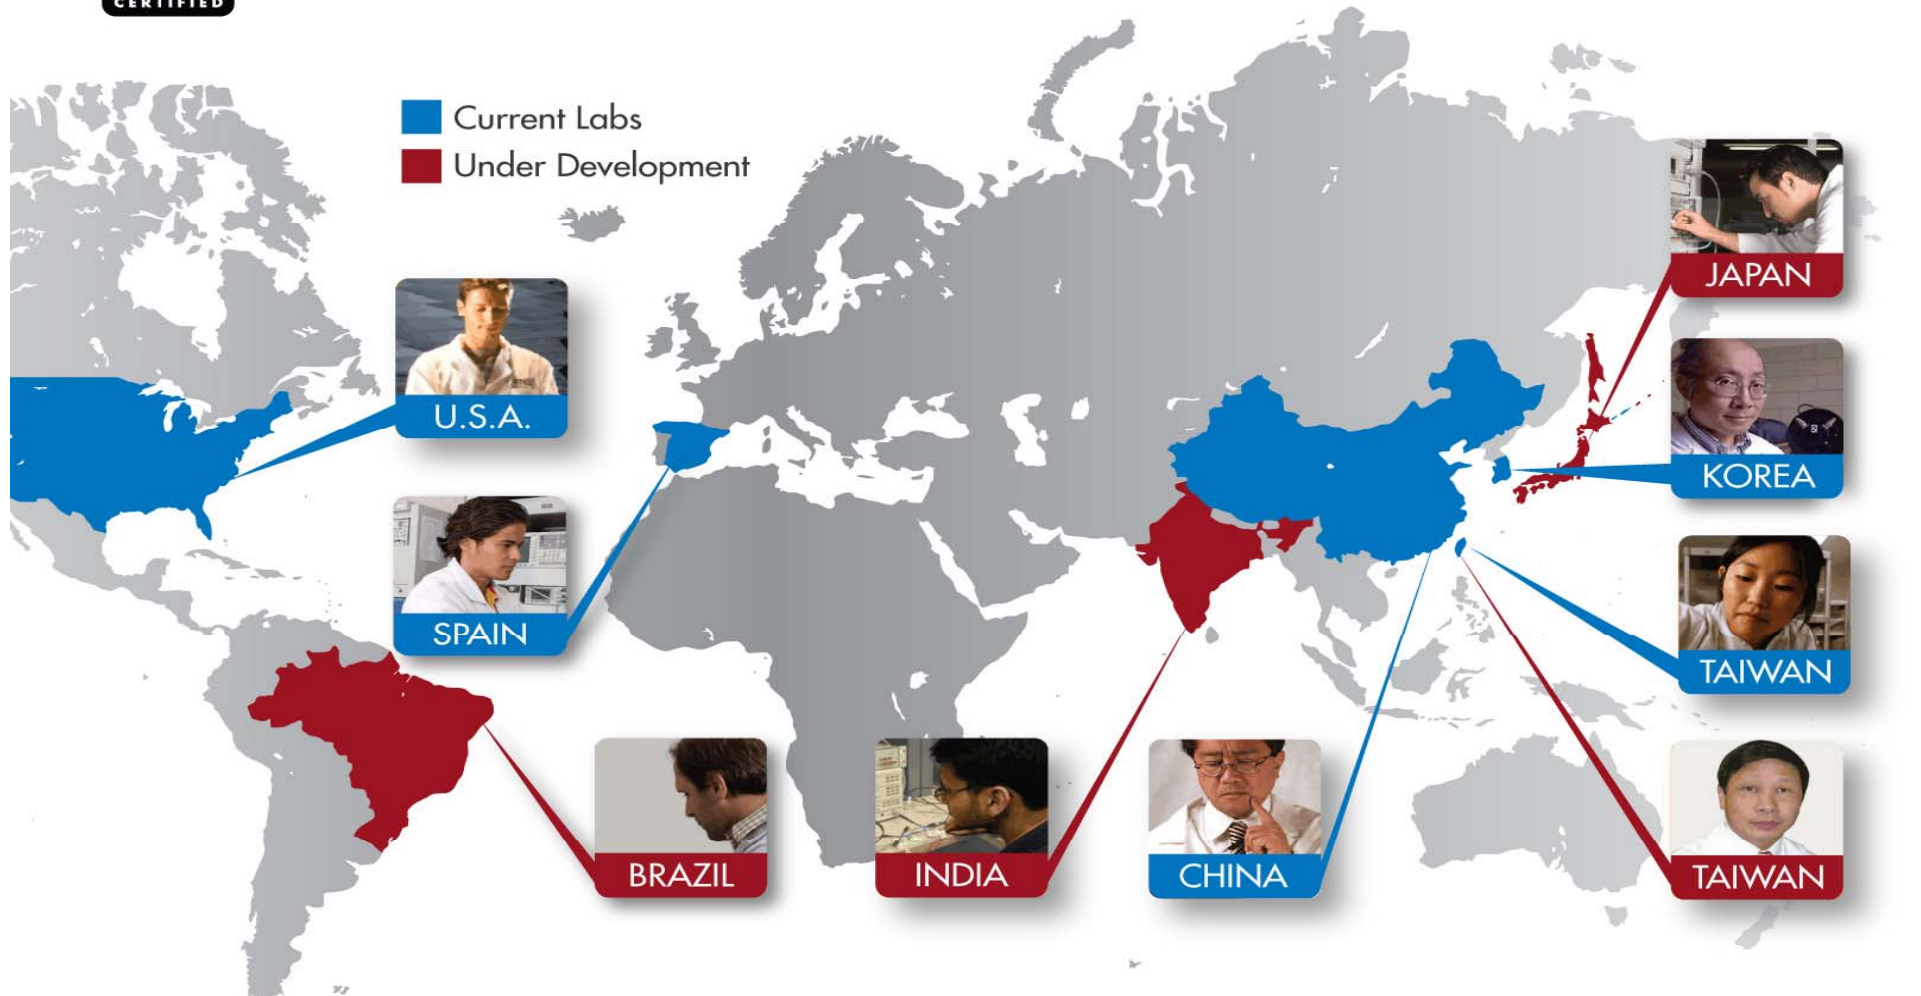 CERTIFIED
Current Labs
Under Development
JAPAN
U.S.A.
KOREA
SPAIN
TAIWAN
BRAZIL
INDIA
CHINA
TAIWAN